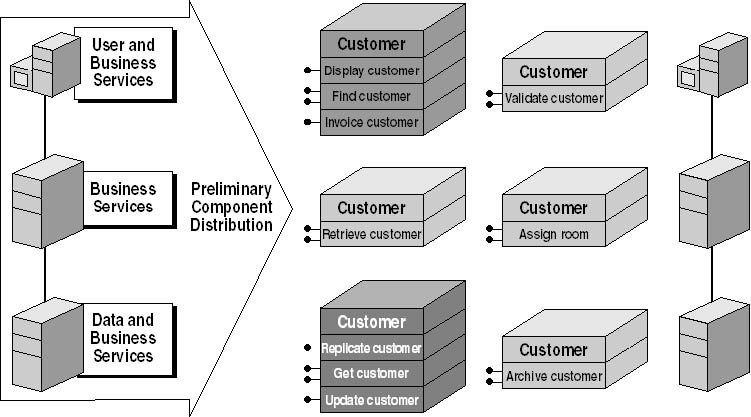 User and
Business
Services
Business
Services
Data and
Business
Services
Preliminary
Component
Distribution
Customer
Display customer
Find customer
Invoice customer
Customer
Validate customer
Customer
Retrieve customer
Customer
Assign room
Customer
Replicate customer
Get customer
Update customer
Customer
Archive customer